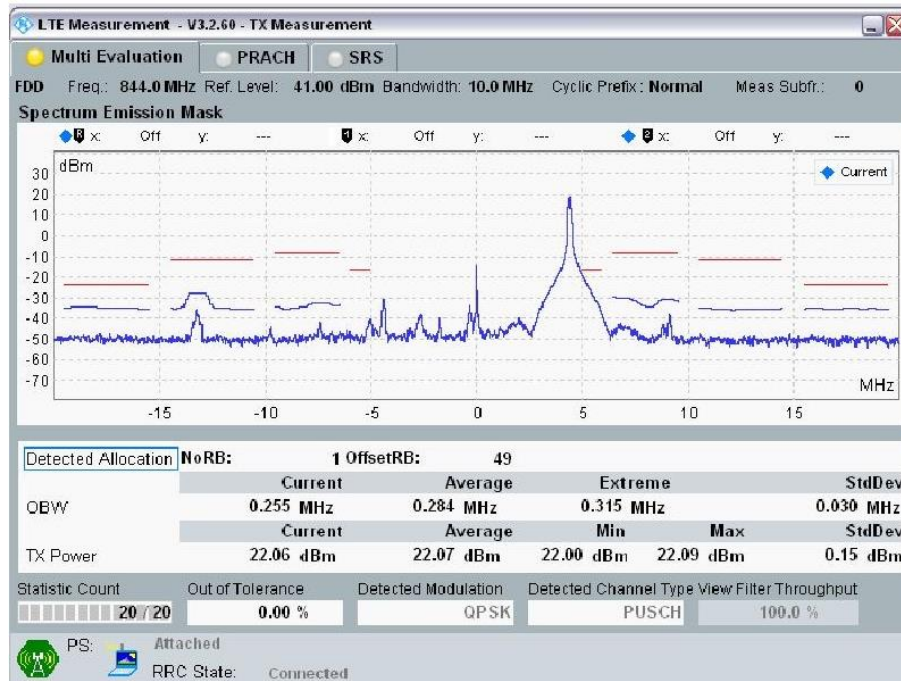 LTE Measurement - V3.2.60 - TX Measurement
Multi Evaluation PRACH SRS
FDD Freq.: 844.0 MHz Ref. Level: 41.00 dBm Bandwidth: 10.0 MHz Cyclic Prefix: Normal Meas Subfr.: 0
Spectrum Emission Mask
R x: Off y: --- 1 x: Off y: --- 2 x: Off y: ---
dBm
Current
30
20
10
0
-10
-20
-30
-40
-50
-60
-70
MHz
-15 -10 -5 0 5 10 15
Detected Allocation NoRB: 1 OffsetRB: 49
Current Average Extreme StdDev
OBW 0.255 MHz 0.284 MHz 0.315 MHz 0.030 MHz
Current Average Min Max StdDev
TX Power 22.06 dBm 22.07 dBm 22.00 dBm 22.09 dBm 0.15 dBm
Statistic Count Out of Tolerance Detected Modulation Detected Channel Type View Filter Throughput
20 / 20 0.00 % QPSK PUSCH 100.0 %
PS: Attached
RRC State: Connected